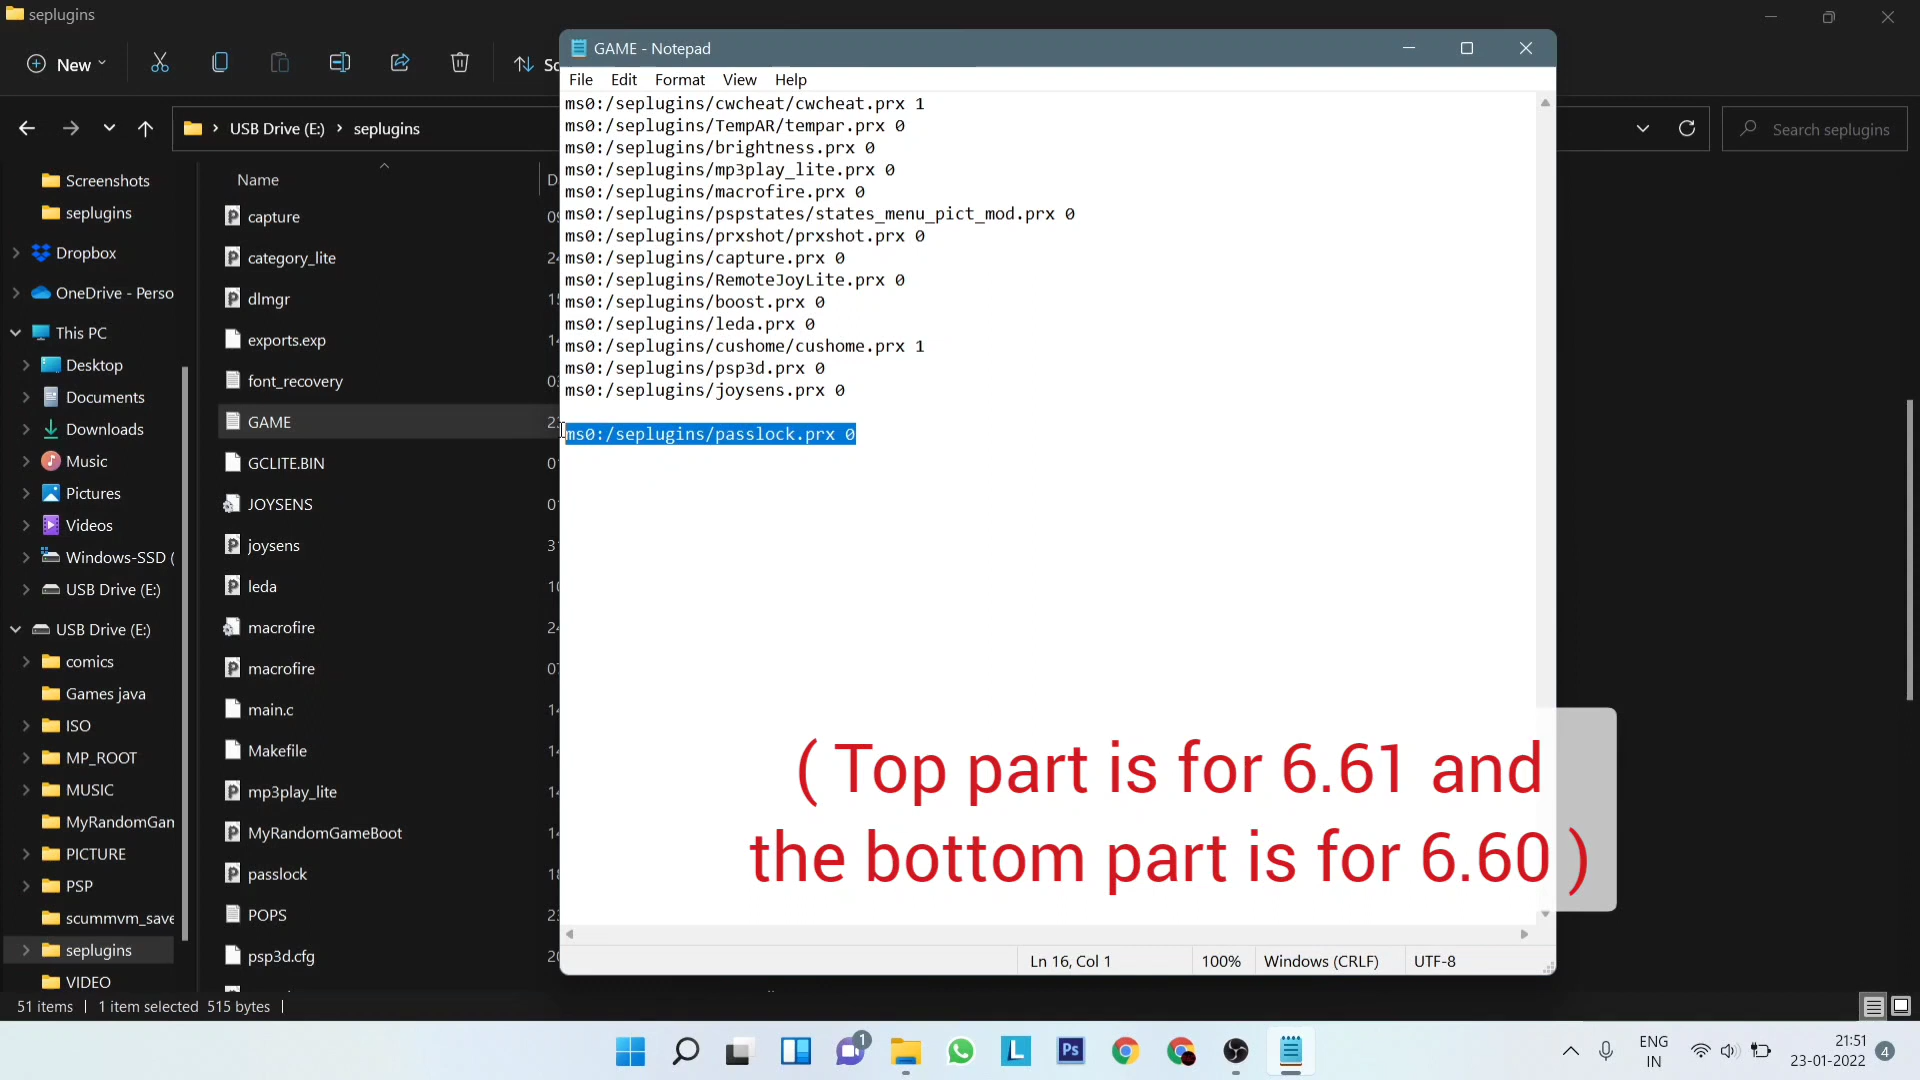 seplugins
New
Sc
USB Drive (E:)
seplugins
Search seplugins
Screenshots
seplugins
Dropbox
OneDrive - Perso
This PC
Desktop
Documents
Downloads
Music
Pictures
Videos
Windows-SSD (
USB Drive (E:)
USB Drive (E:)
comics
Games java
ISO
MP_ROOT
MUSIC
MyRandomGam
PICTURE
PSP
scummvm_save
seplugins
VIDEO
Name
D
capture
category_lite
dlmgr
exports.exp
font_recovery
GAME
GCLITE.BIN
JOYSENS
joysens
leda
macrofire
macrofire
main.c
Makefile
mp3play_lite
MyRandomGameBoot
passlock
POPS
psp3d.cfg
GAME - Notepad
File Edit Format View Help
ms0:/seplugins/cwcheat/cwcheat.prx 1
ms0:/seplugins/TempAR/tempar.prx 0
ms0:/seplugins/brightness.prx 0
ms0:/seplugins/mp3play_lite.prx 0
ms0:/seplugins/macrofire.prx 0
ms0:/seplugins/pspstates/states_menu_pict_mod.prx 0
ms0:/seplugins/prxshot/prxshot.prx 0
ms0:/seplugins/capture.prx 0
ms0:/seplugins/RemoteJoyLite.prx 0
ms0:/seplugins/boost.prx 0
ms0:/seplugins/leda.prx 0
ms0:/seplugins/cushome/cushome.prx 1
ms0:/seplugins/psp3d.prx 0
ms0:/seplugins/joysens.prx 0
ms0:/seplugins/passlock.prx 0
( Top part is for 6.61 and
the bottom part is for 6.60 )
Ln 16, Col 1 100% Windows (CRLF) UTF-8
51 items 1 item selected 515 bytes
1
L
Ps
ENG
IN
21:51
23-01-2022
4